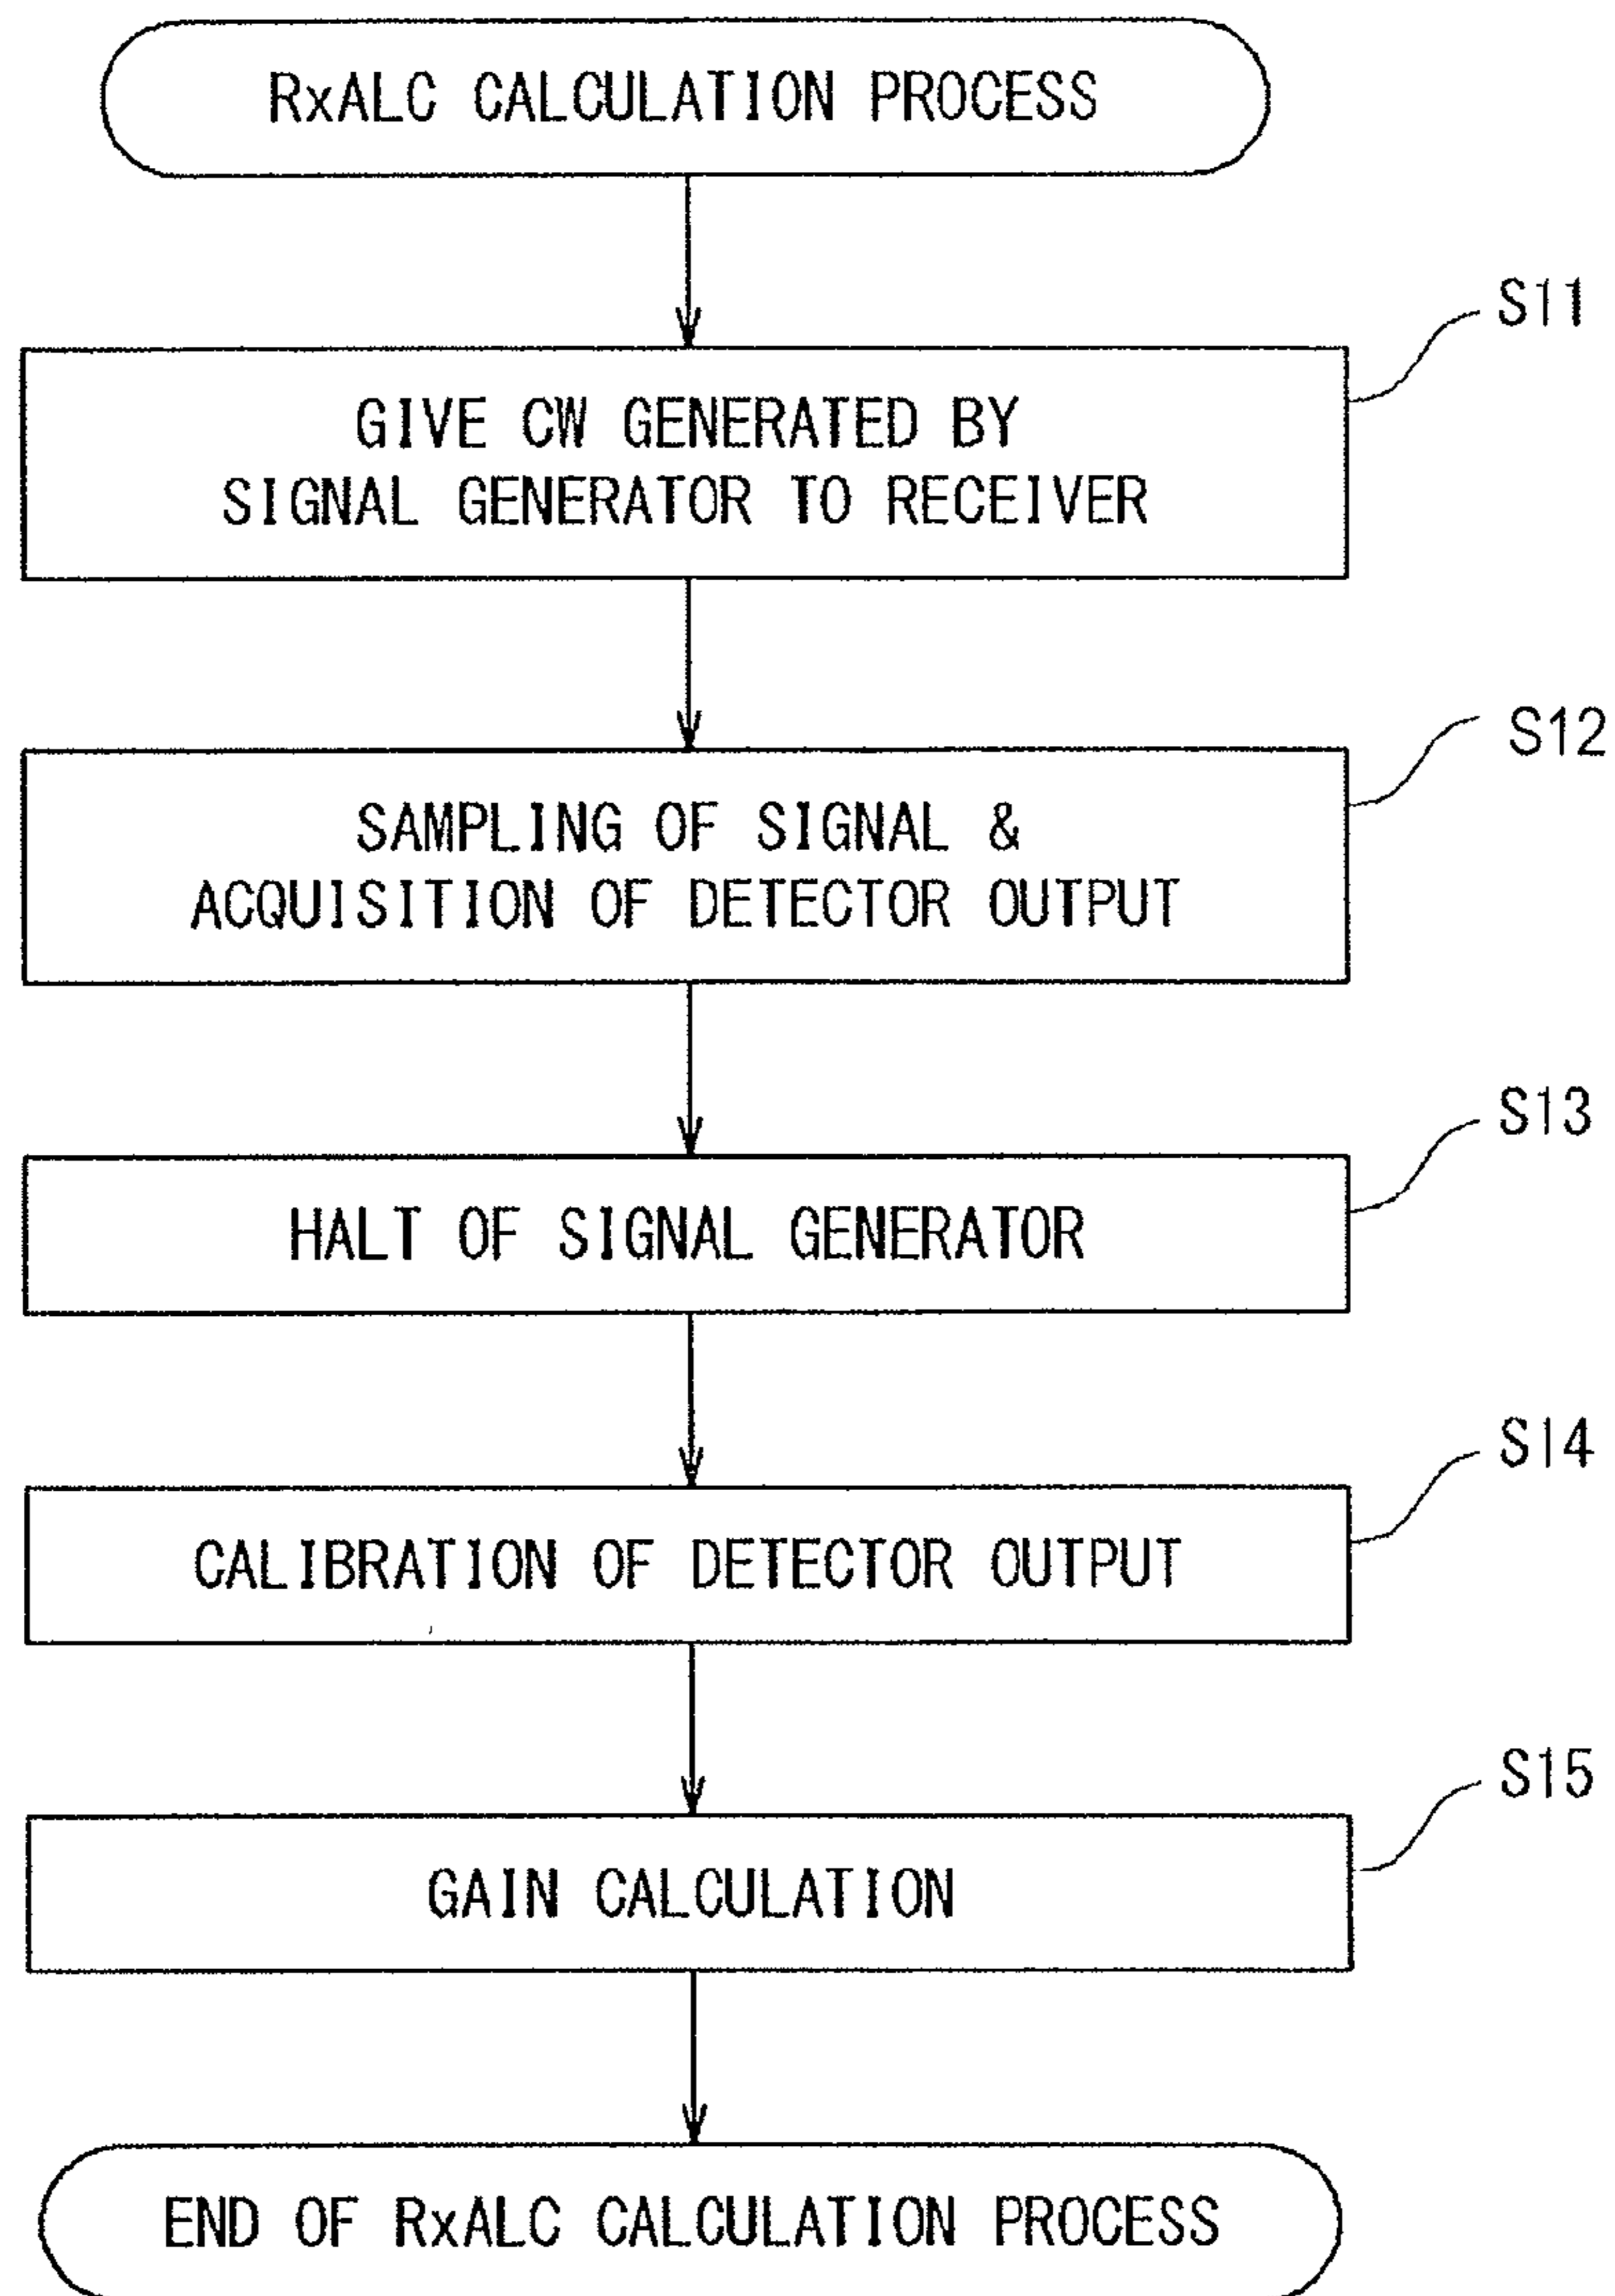 RxALC CALCULATION PROCESS
S11
GIVE CW GENERATED BY
SIGNAL GENERATOR TO RECEIVER
S12
SAMPLING OF SIGNAL &
ACQUISITION OF DETECTOR OUTPUT
S13
HALT OF SIGNAL GENERATOR
S14
CALIBRATION OF DETECTOR OUTPUT
S15
GAIN CALCULATION
END OF RxALC CALCULATION PROCESS